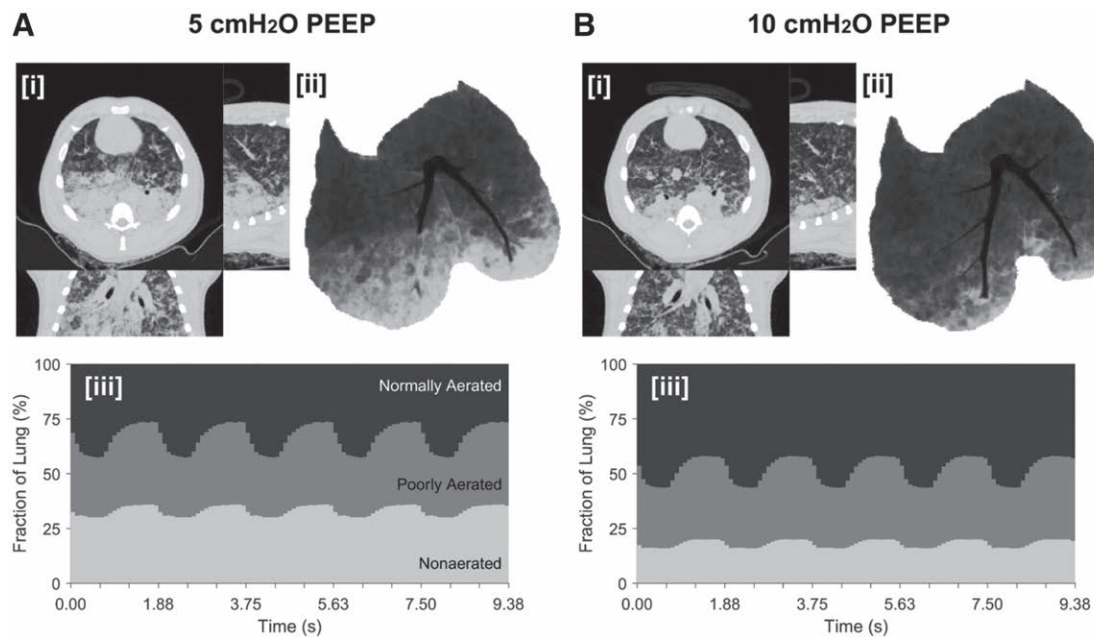 A 5 cmH2O PEEP
[i]
[ii]
100
75
50
25
0
Fraction of Lung (%)
[iii]
Normally Aerated
Poorly Aerated
Nonaerated
0.00 1.88 3.75 5.63 7.50 9.38
Time (s)
B 10 cmH2O PEEP
[i]
[ii]
100
75
50
25
0
Fraction of Lung (%)
[iii]
0.00 1.88 3.75 5.63 7.50 9.38
Time (s)